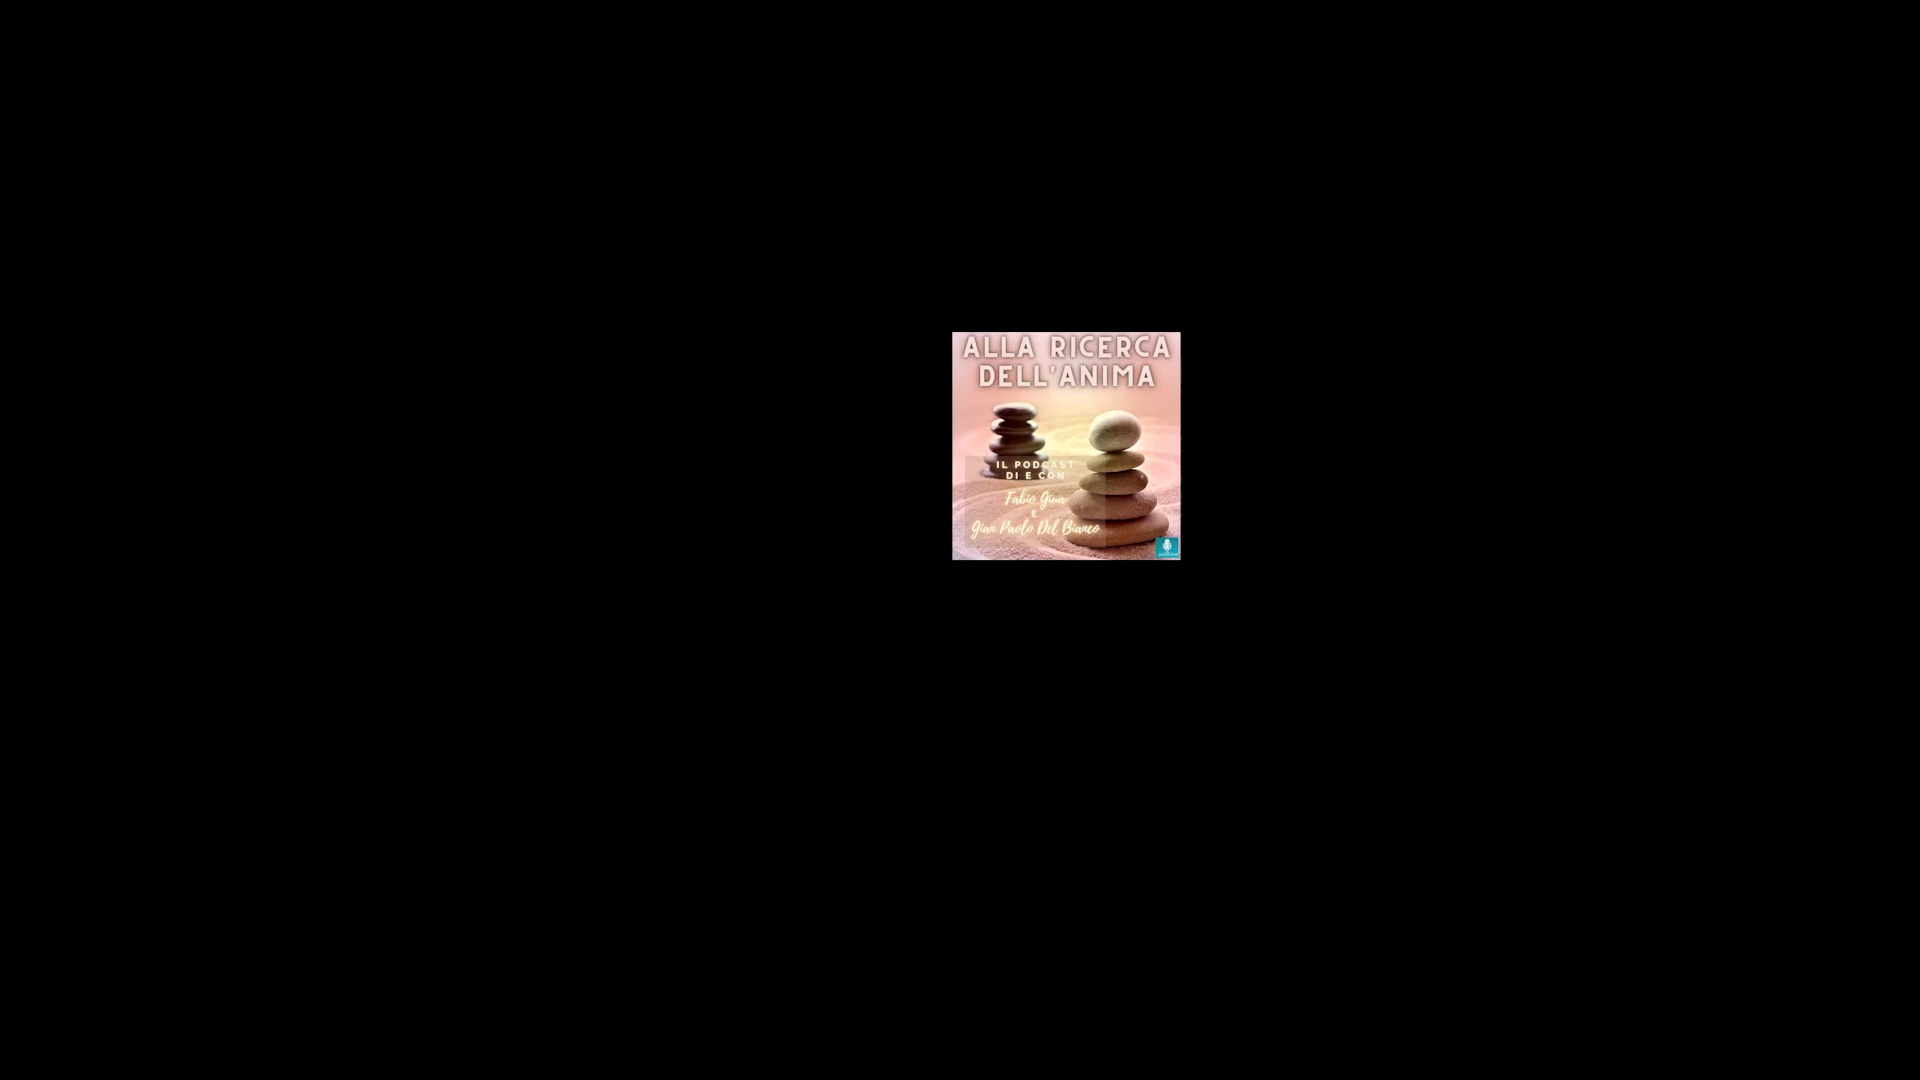 ALLA RICERCA
DELL'ANIMA
IL PODCAST
DI E CON
Fabio Gina
E
Gian Paolo Del Bianco